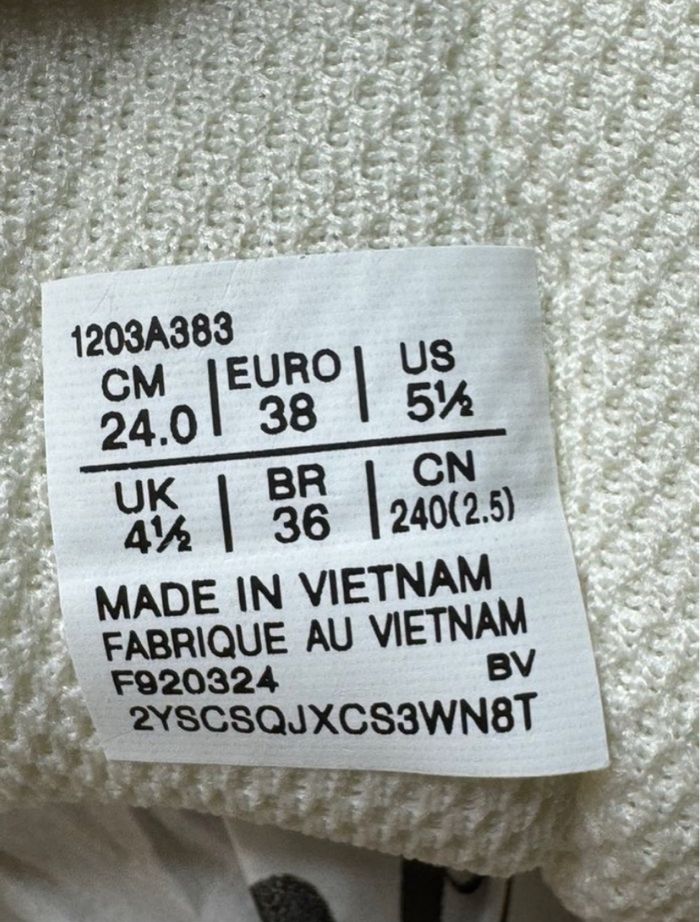 1203A383
CM | EURO | US
24.0 | 38 | 5½
UK | BR | CN
4½ | 36 | 240(2.5)
MADE IN VIETNAM
FABRIQUE AU VIETNAM
F920324 BV
2YSCSQJXCS3WN8T